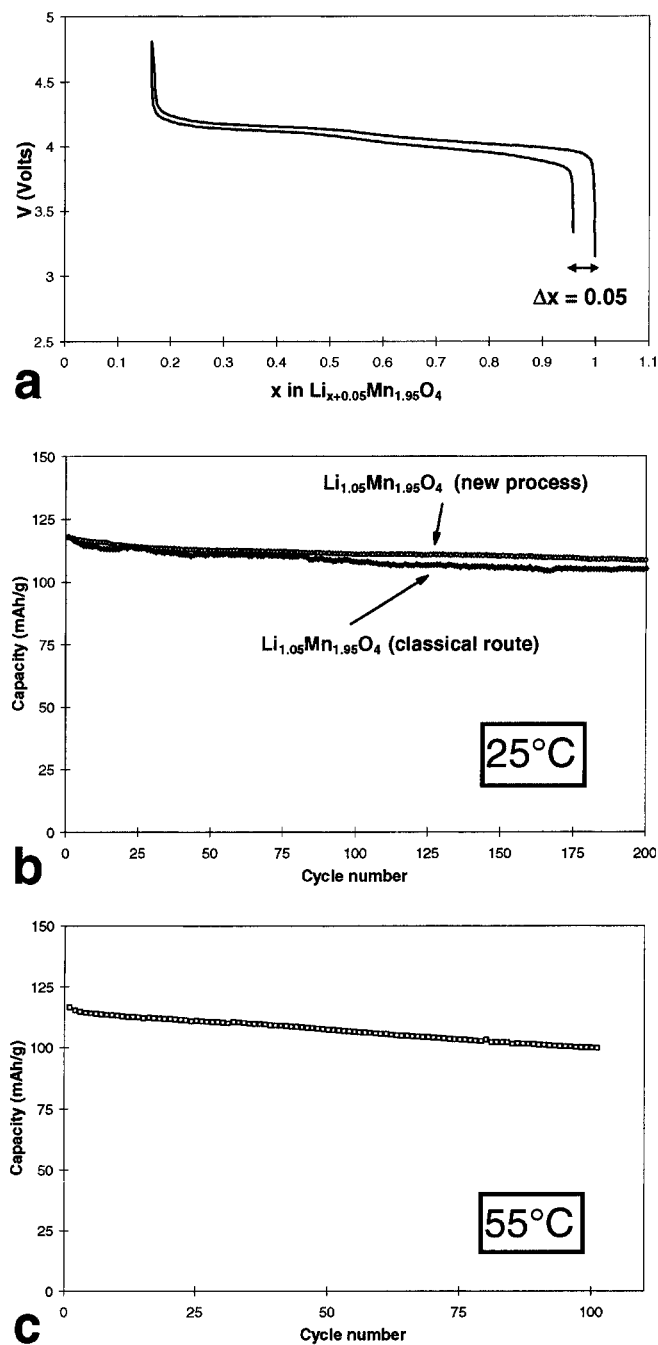 5
4.5
4
3.5
3
2.5
V (Volts)
Δx = 0.05
0 0.1 0.2 0.3 0.4 0.5 0.6 0.7 0.8 0.9 1 1.1
x in Liₓ₊₀.₀₅Mn₁.₉₅O₄
a
150
125
100
75
50
25
0
Capacity (mAh/g)
Li₁.₀₅Mn₁.₉₅O₄ (new process)
Li₁.₀₅Mn₁.₉₅O₄ (classical route)
25°C
0 25 50 75 100 125 150 175 200
Cycle number
b
150
125
100
75
50
25
0
Capacity (mAh/g)
55°C
0 25 50 75 100
Cycle number
c